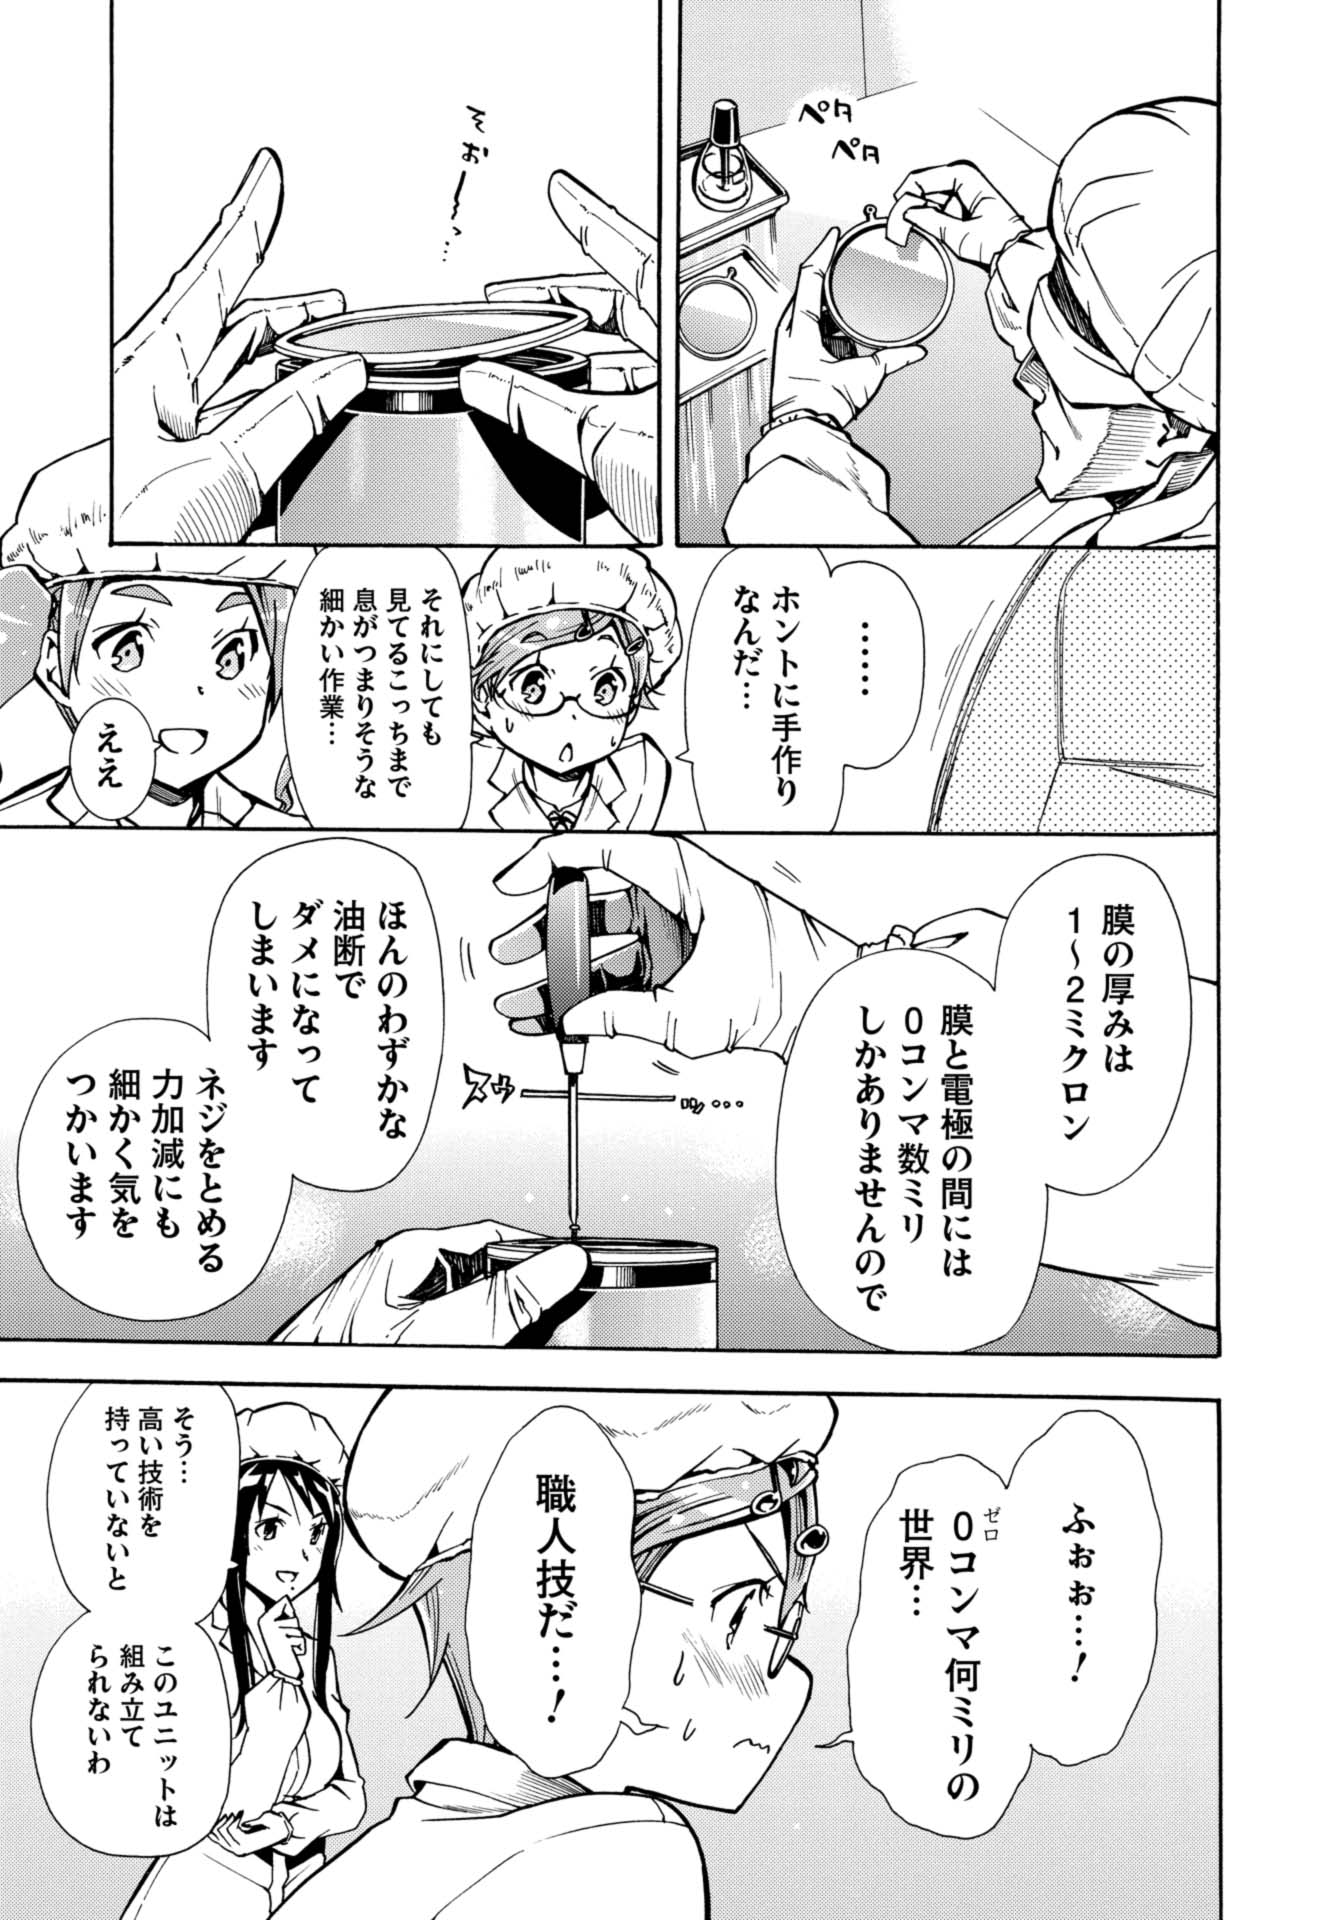 ペタ
ペタ
そお〜〜っ…
……
ホントに手作り
なんだ…
それにしても
見てるこっちまで
息がつまりそうな
細かい作業…
ええ
膜の厚みは
1〜2ミクロン
膜と電極の間には
0コンマ数ミリ
しかありませんので
スゥーーッ…
ほんのわずかな
油断で
ダメになって
しまいます
ネジをとめる
力加減にも
細かく気を
つかいます
ふぉぉ…！
0コンマ何ミリの
ゼロ
世界…
職人技だ…！
そう…
高い技術を
持っていないと
このユニットは
組み立て
られないわ